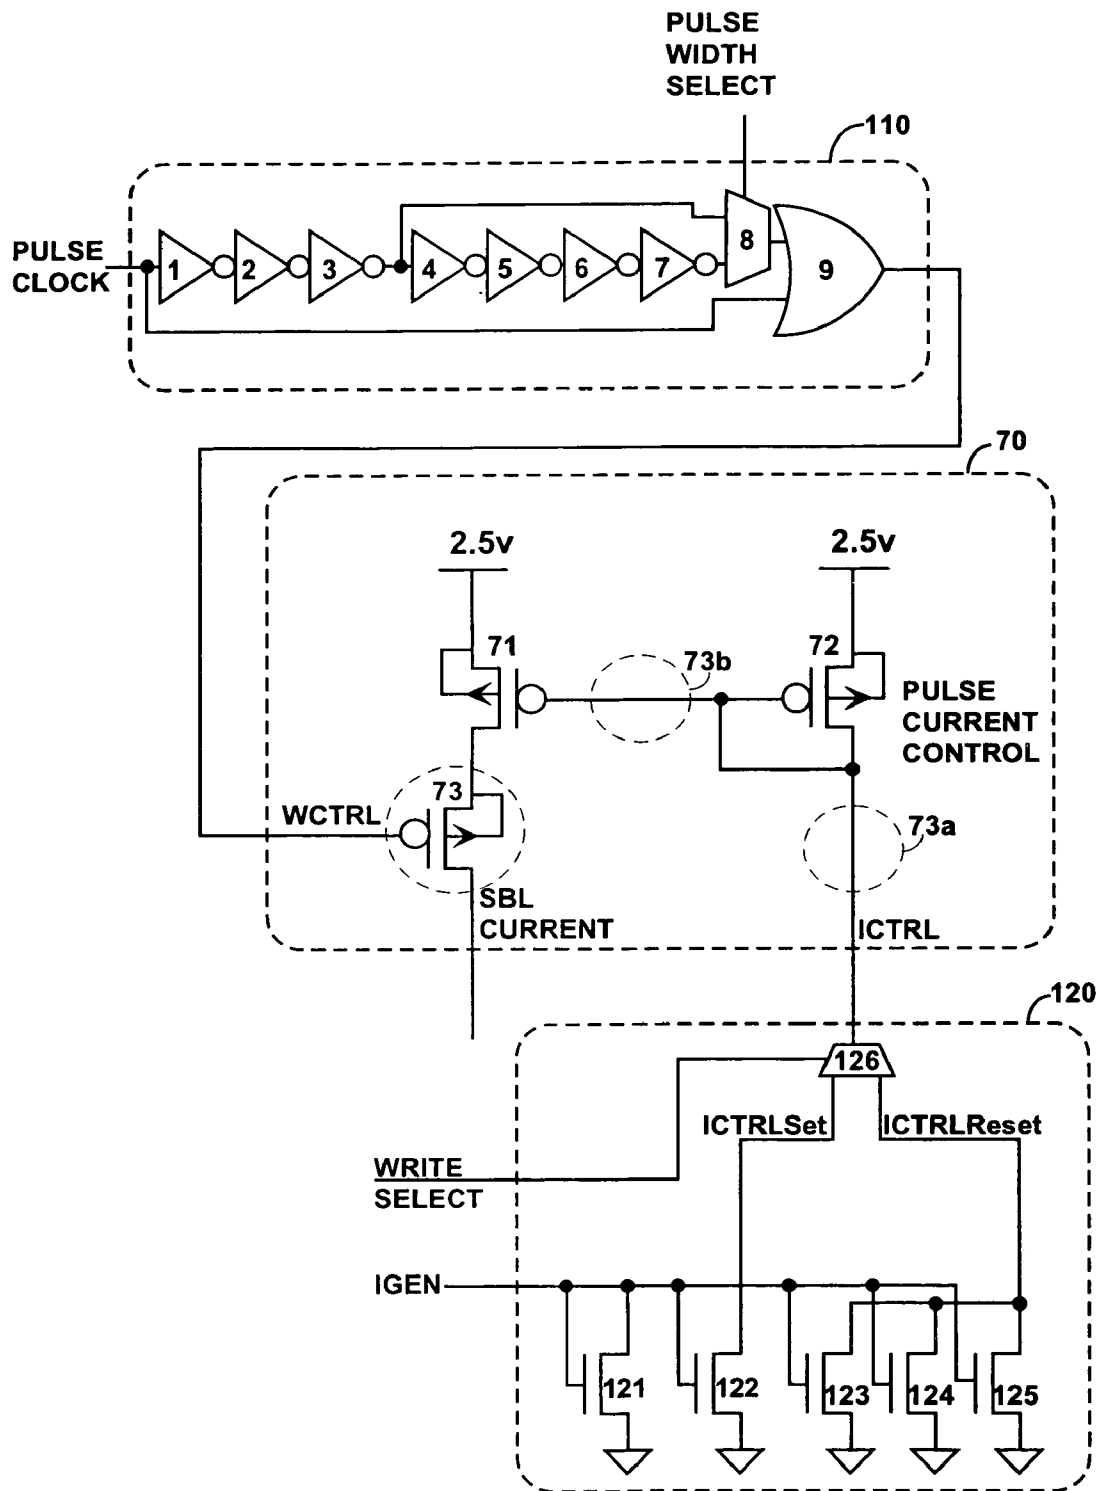 PULSE
WIDTH
SELECT
110
PULSE
CLOCK
1
2
3
4
5
6
7
8
9
70
2.5v
2.5v
71
72
73b
PULSE
CURRENT
CONTROL
73
WCTRL
73a
SBL
CURRENT
ICTRL
120
126
ICTRLSet
ICTRLReset
WRITE
SELECT
IGEN
121
122
123
124
125